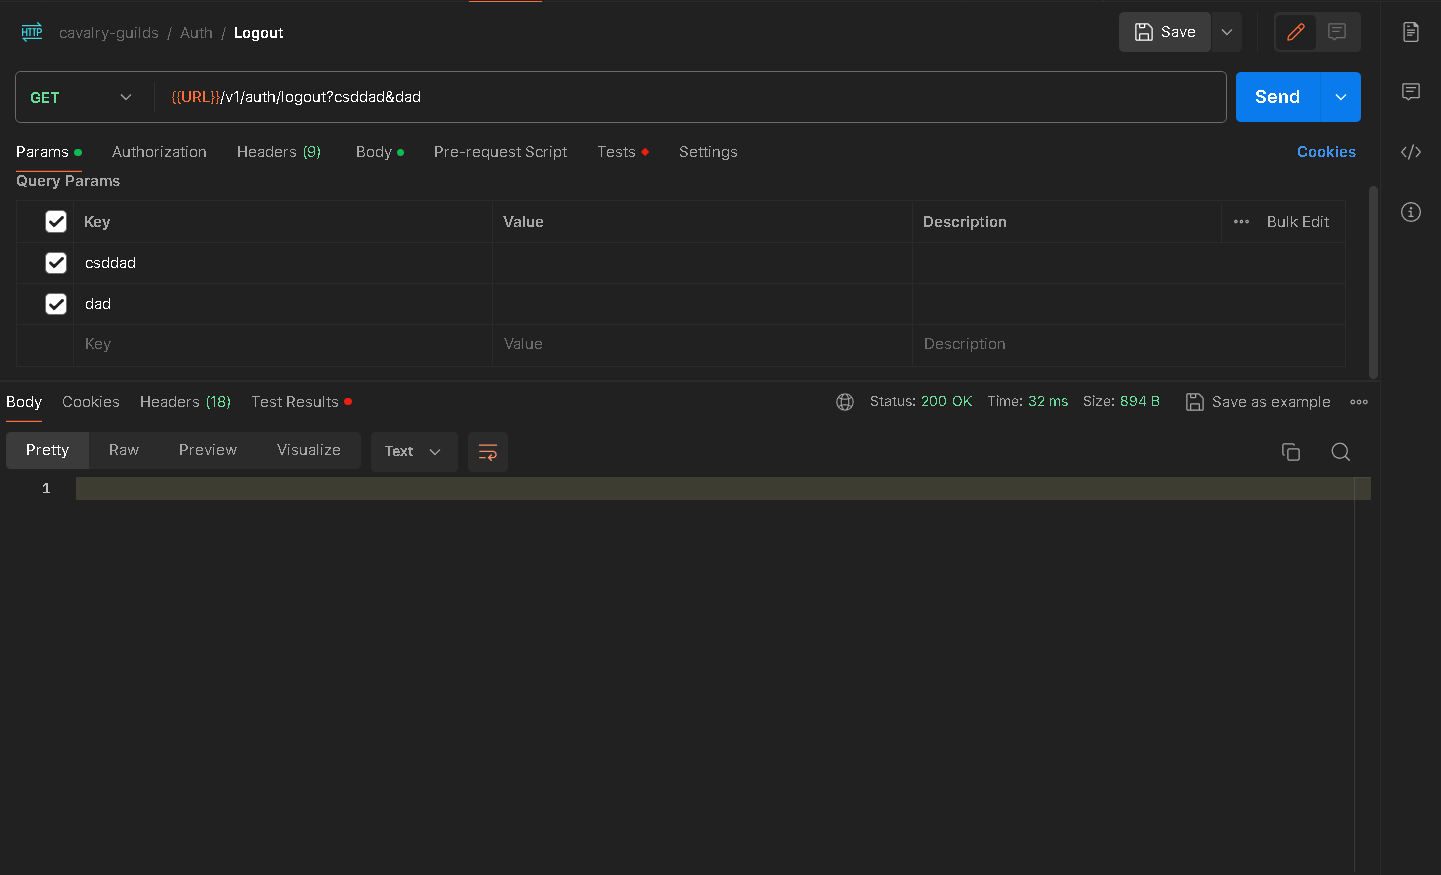 HTTP cavalry-guilds / Auth / Logout Save
GET {{URL}}/v1/auth/logout?csddad&dad Send
Params Authorization Headers (9) Body Pre-request Script Tests Settings Cookies
Query Params
Key Value Description Bulk Edit
csddad
dad
Key Value Description
Body Cookies Headers (18) Test Results Status: 200 OK Time: 32 ms Size: 894 B Save as example
Pretty Raw Preview Visualize Text
1